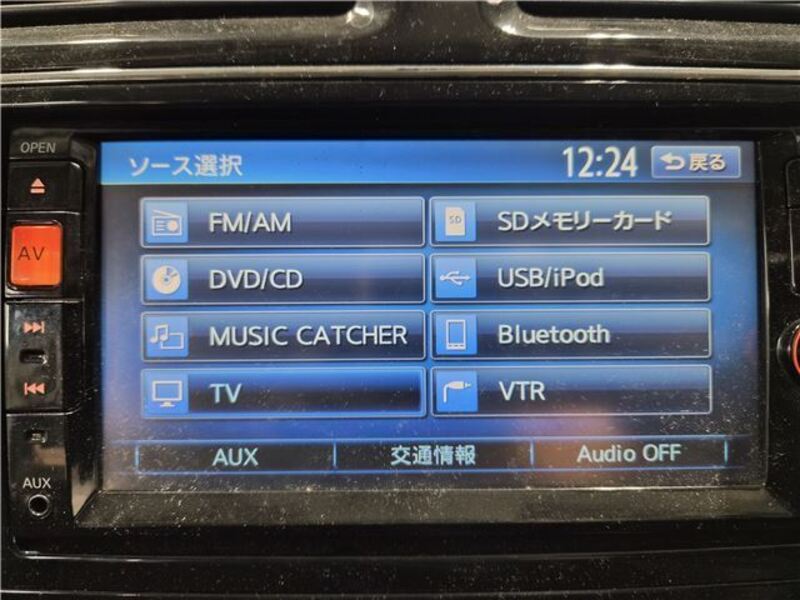 OPEN
AV
AUX
ソース選択
12:24
戻る
FM/AM
SD
SDメモリーカード
DVD/CD
USB/iPod
MUSIC CATCHER
Bluetooth
TV
VTR
AUX
交通情報
Audio OFF